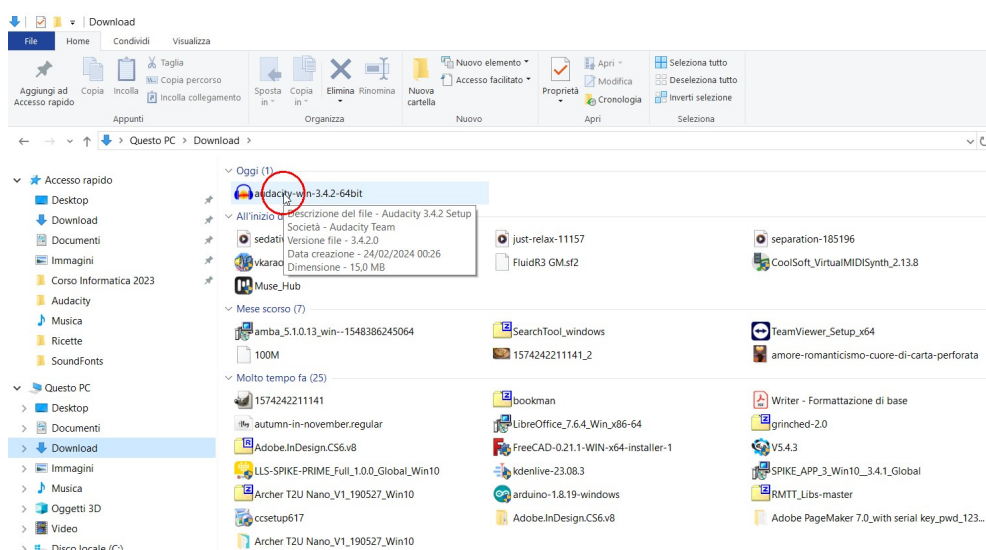 Download
File Home Condividi Visualizza
Aggiungi ad Accesso rapido
Copia
Incolla
Taglia
Copia percorso
Incolla collegamento
Appunti
Sposta in
Copia in
Elimina
Rinomina
Organizza
Nuova cartella
Nuovo elemento
Accesso facilitato
Nuovo
Proprietà
Apri
Modifica
Cronologia
Apri
Seleziona tutto
Deseleziona tutto
Inverti selezione
Seleziona
Questo PC > Download >
Accesso rapido
Desktop
Download
Documenti
Immagini
Corso Informatica 2023
Audacity
Musica
Ricette
SoundFonts
Questo PC
Desktop
Documenti
Download
Immagini
Musica
Oggetti 3D
Video
Disco locale (C:)
Oggi (1)
audacity-win-3.4.2-64bit
Descrizione del file - Audacity 3.4.2 Setup
Società - Audacity Team
Versione file - 3.4.2.0
Data creazione - 24/02/2024 00:26
Dimensione - 15,0 MB
All'inizio
just-relax-11157
separation-185196
FluidR3 GM.sf2
CoolSoft_VirtualMIDISynth_2.13.8
Muse_Hub
Mese scorso (7)
amba_5.1.0.13_win--1548386245064
SearchTool_windows
TeamViewer_Setup_x64
100M
1574242211141_2
amore-romanticismo-cuore-di-carta-perforata
Molto tempo fa (25)
1574242211141
bookman
Writer - Formattazione di base
autumn-in-november.regular
LibreOffice_7.6.4_Win_x86-64
grinched-2.0
Adobe.InDesign.CS6.v8
FreeCAD-0.21.1-WIN-x64-installer-1
V5.4.3
LLS-SPIKE-PRIME_Full_1.0.0_Global_Win10
kdenlive-23.08.3
SPIKE_APP_3_Win10__3.4.1_Global
Archer T2U Nano_V1_190527_Win10
arduino-1.8.19-windows
RMTT_Libs-master
ccsetup617
Adobe.InDesign.CS6.v8
Adobe PageMaker 7.0_with serial key_pwd_123...
Archer T2U Nano_V1_190527_Win10